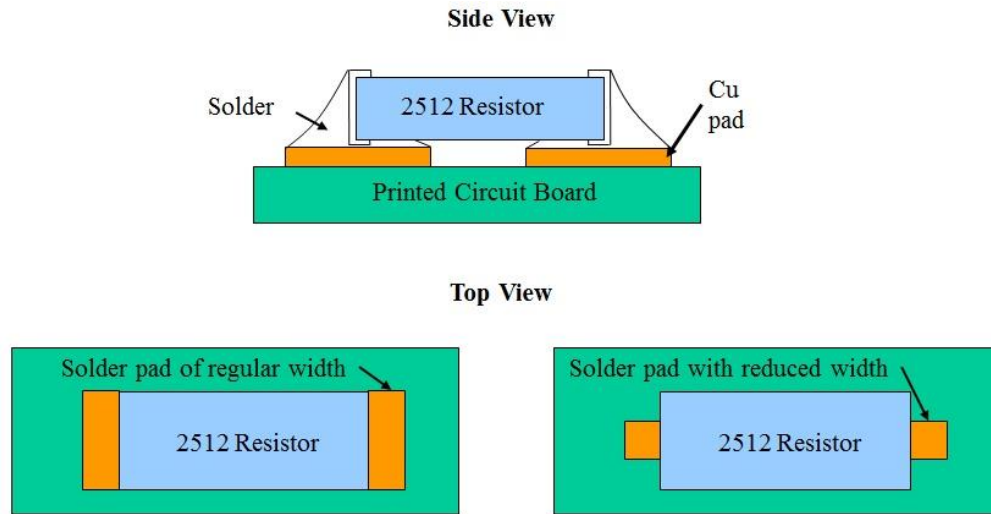 Side View
Solder
2512 Resistor
Cu
pad
Printed Circuit Board
Top View
Solder pad of regular width
2512 Resistor
Solder pad with reduced width
2512 Resistor